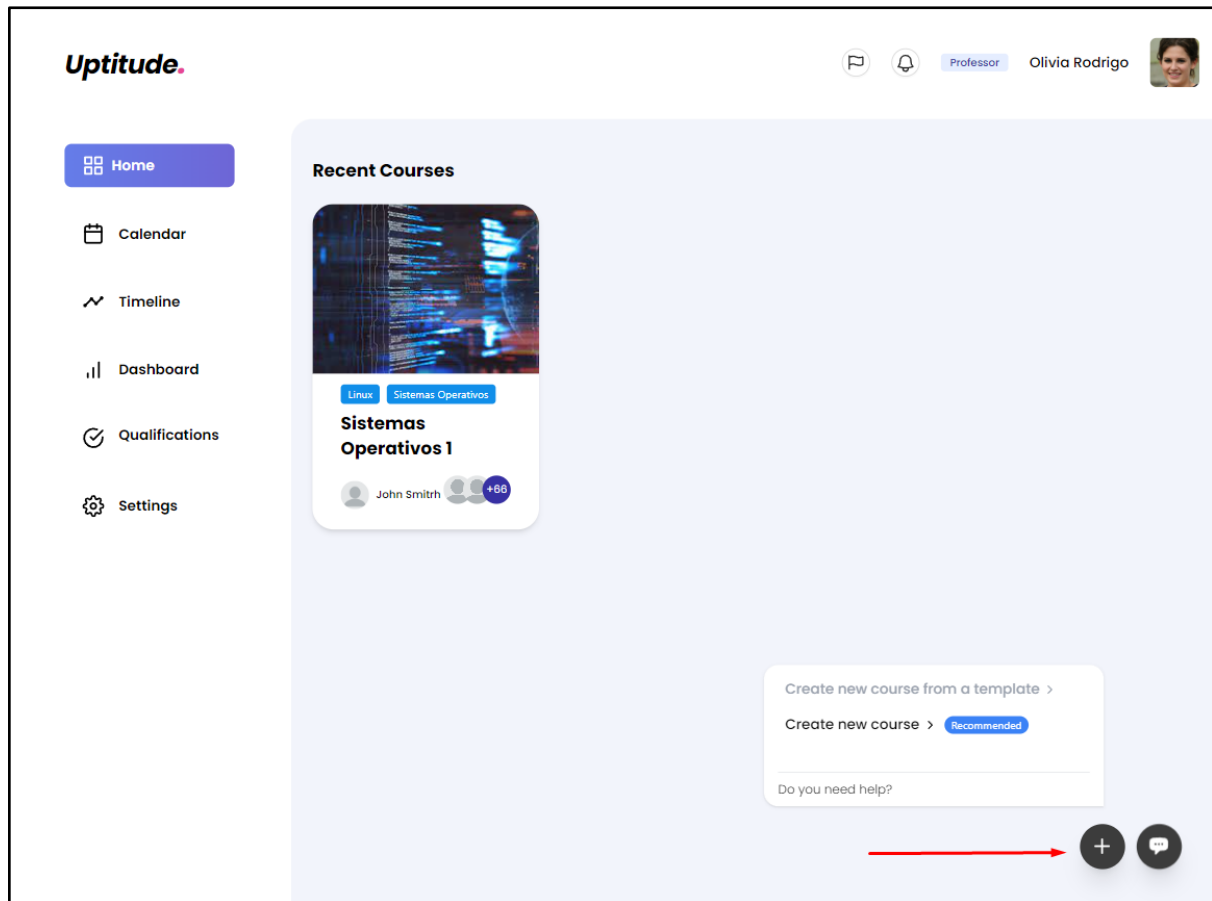 Uptitude.
Professor
Olivia Rodrigo
Home
Calendar
Timeline
Dashboard
Qualifications
Settings
Recent Courses
Linux
Sistemas Operativos
Sistemas
Operativos 1
John Smitrh
+66
Create new course from a template >
Create new course > Recommended
Do you need help?